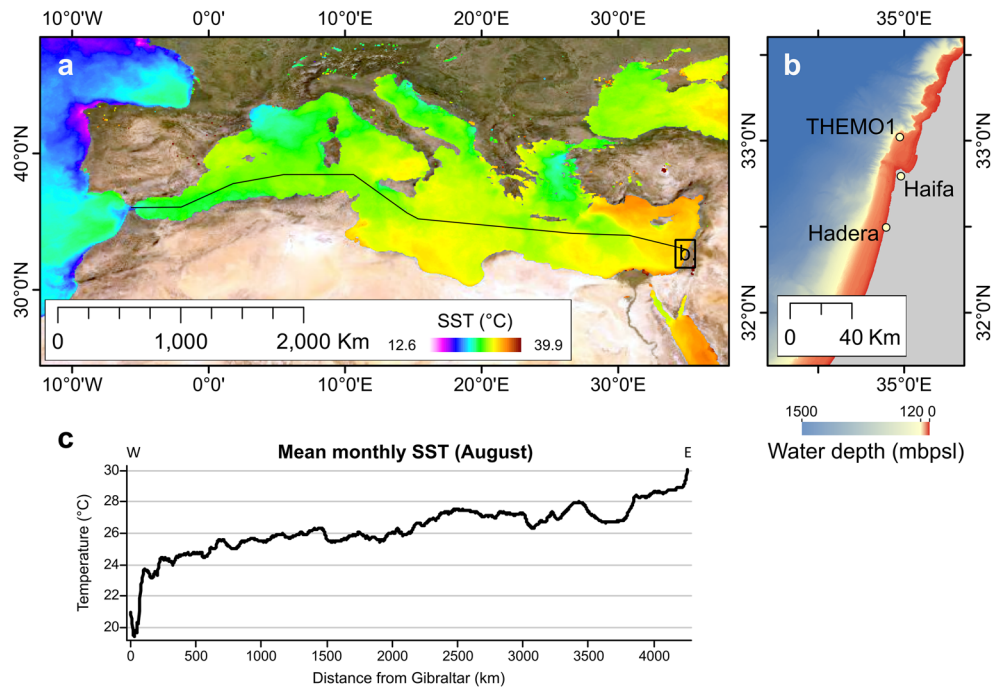 10°0'W 0°0' 10°0'E 20°0'E 30°0'E
35°0'E
a
b
40°0'N
30°0'N
33°0'N
33°0'N
THEMO1
Haifa
Hadera
b
32°0'N
32°0'N
0 1,000 2,000 Km
SST (°C)
12.6 39.9
0 40 Km
10°0'W 0°0' 10°0'E 20°0'E 30°0'E
35°0'E
1500 120 0
Water depth (mbpsl)
c
W Mean monthly SST (August) E
Temperature (°C)
30
28
26
24
22
20
0 500 1000 1500 2000 2500 3000 3500 4000
Distance from Gibraltar (km)